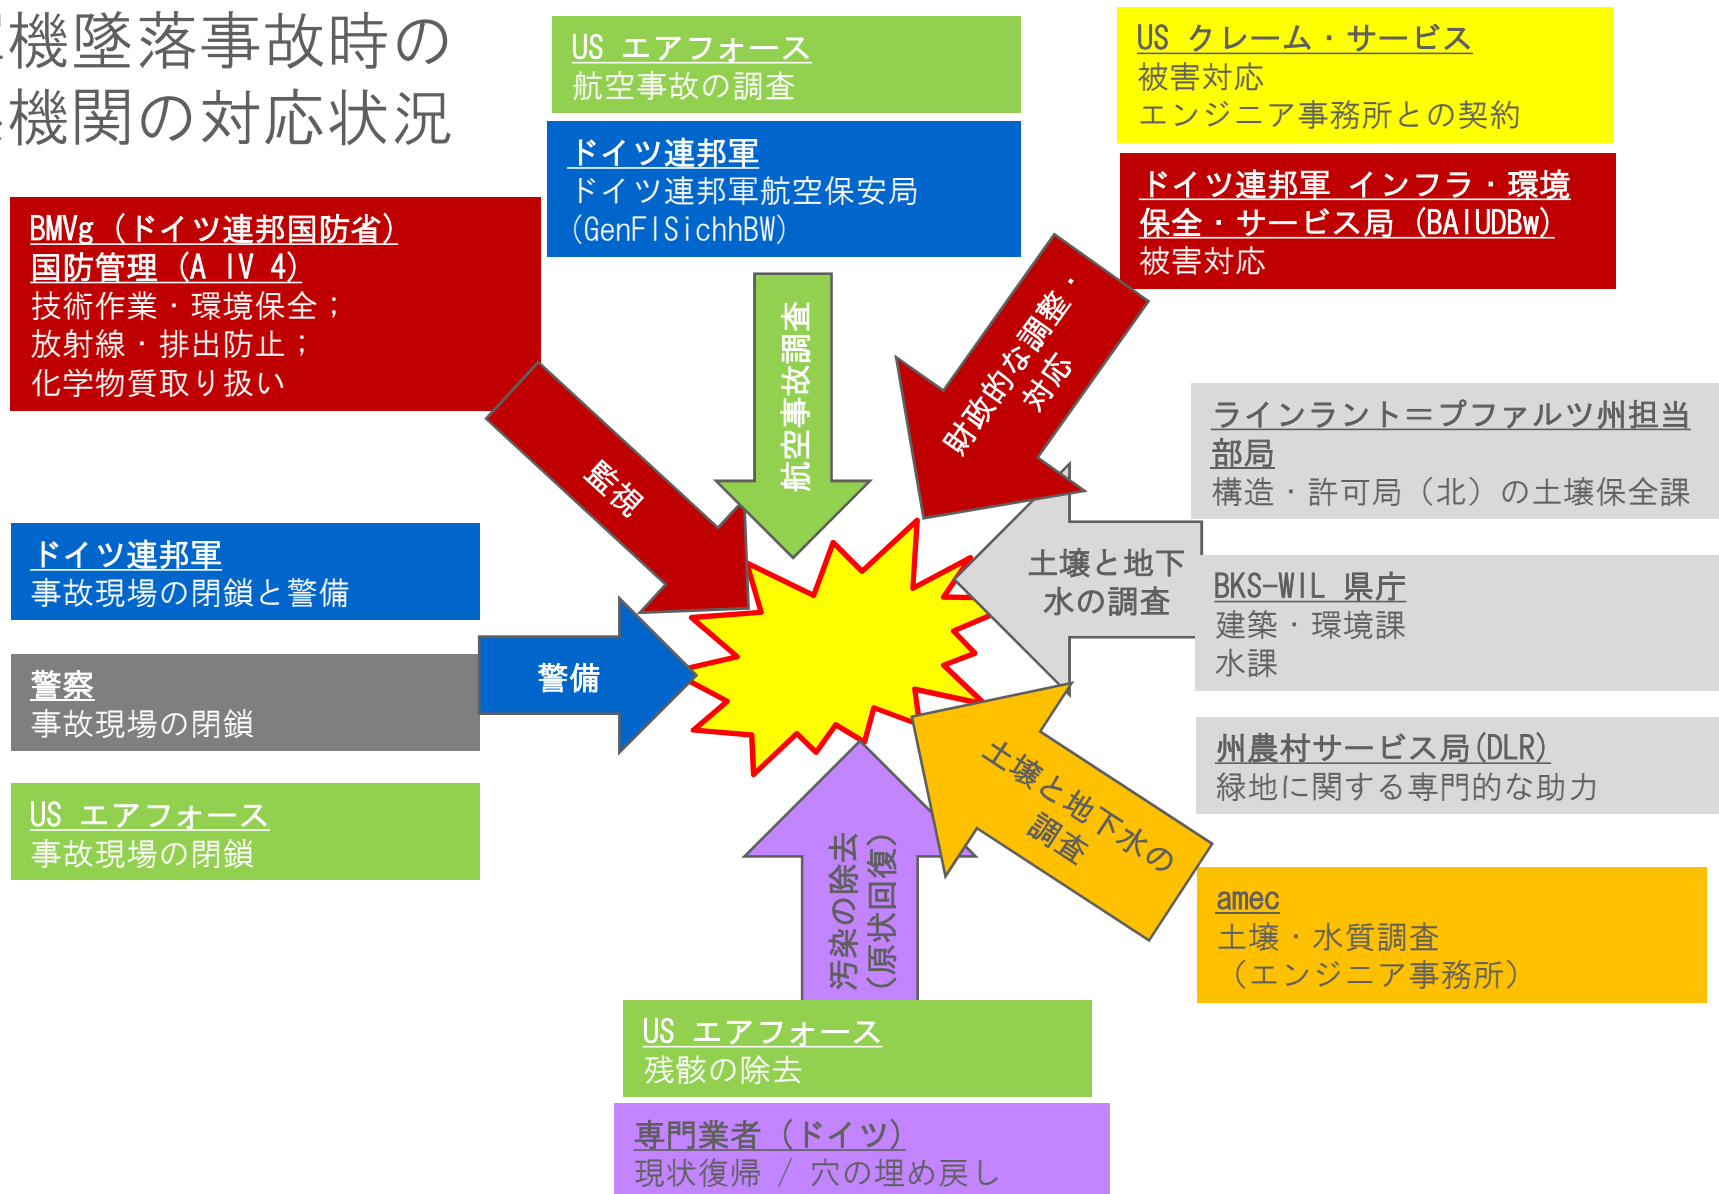 機墜落事故時の
機関の対応状況
US エアフォース
航空事故の調査
ドイツ連邦軍
ドイツ連邦軍航空保安局
(GenFlSichhBW)
US クレーム・サービス
被害対応
エンジニア事務所との契約
ドイツ連邦軍 インフラ・環境
保全・サービス局 (BAIUDBw)
被害対応
BMVg (ドイツ連邦国防省)
国防管理 (A IV 4)
技術作業・環境保全；
放射線・排出防止；
化学物質取り扱い
監視
航空事故調査
財政的な調整・
対応
ラインラント＝プファルツ州担当
部局
構造・許可局（北）の土壌保全課
土壌と地下
水の調査
BKS-WIL 県庁
建築・環境課
水課
州農村サービス局(DLR)
緑地に関する専門的な助力
ドイツ連邦軍
事故現場の閉鎖と警備
警察
事故現場の閉鎖
警備
US エアフォース
事故現場の閉鎖
土壌と地下水の
調査
amec
土壌・水質調査
（エンジニア事務所）
汚染の除去
(原状回復)
US エアフォース
残骸の除去
専門業者 (ドイツ)
現状復帰 / 穴の埋め戻し